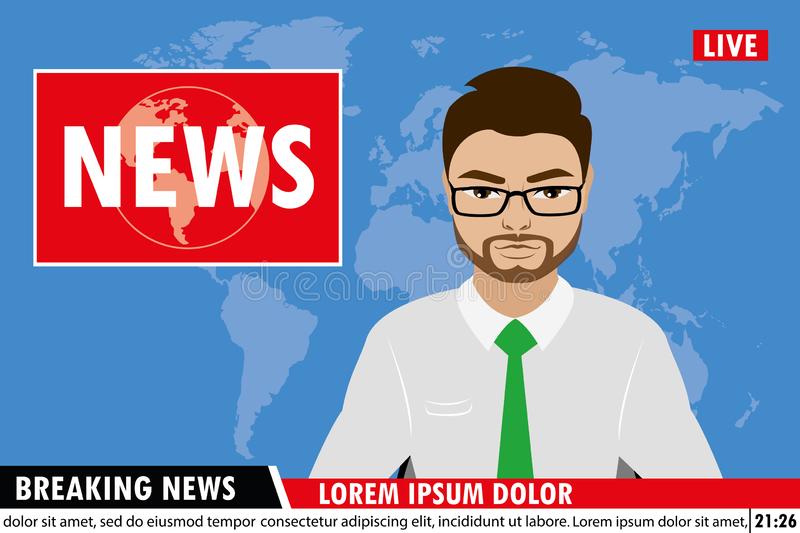 LIVE
NEWS
dreamstime
BREAKING NEWS
LOREM IPSUM DOLOR
dolor sit amet, sed do eiusmod tempor consectetur adipiscing elit, incididunt ut labore. Lorem ipsum dolor sit amet,
21:26